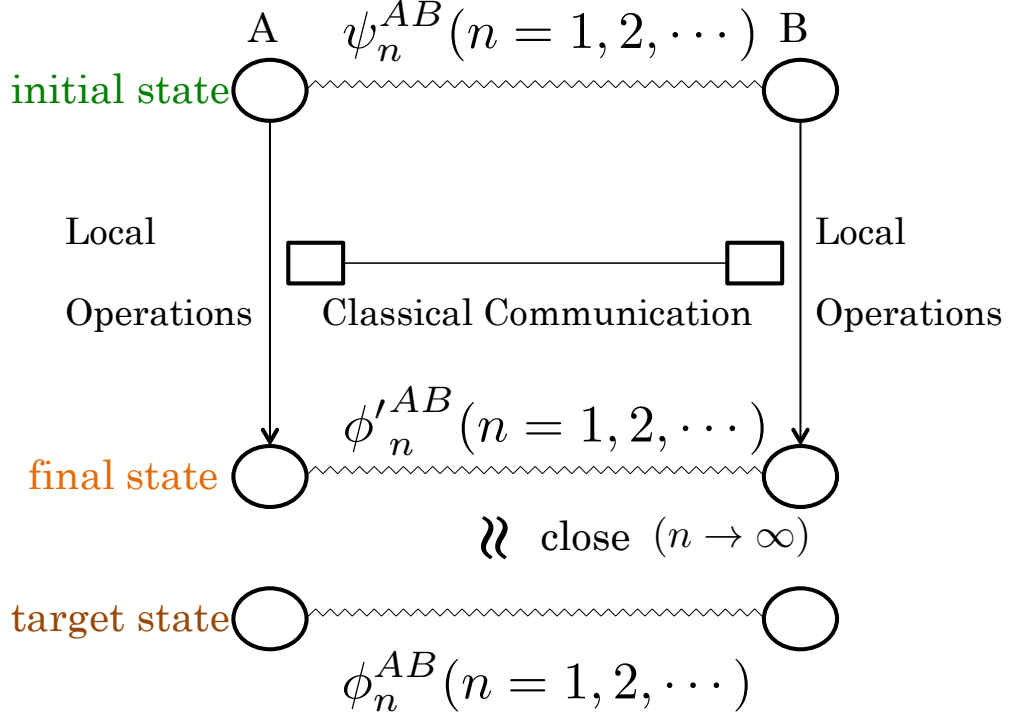 A ψ_n^{AB}(n = 1, 2, ⋯) B
initial state
Local Local
Operations Classical Communication Operations
ϕ′_n^{AB}(n = 1, 2, ⋯)
final state
≈ close (n → ∞)
target state
ϕ_n^{AB}(n = 1, 2, ⋯)